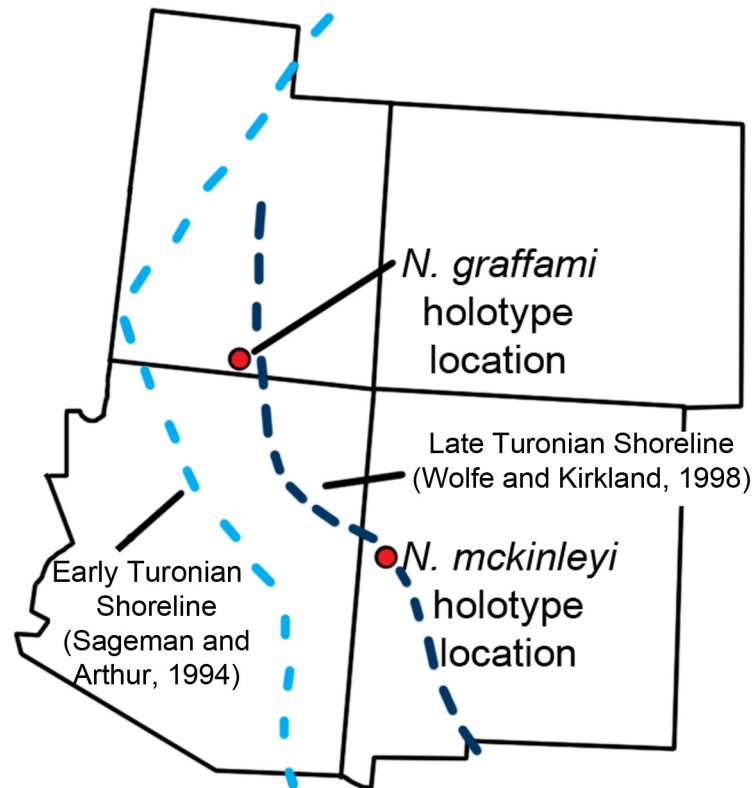 N. graffami
holotype
location
Late Turonian Shoreline
(Wolfe and Kirkland, 1998)
N. mckinleyi
holotype
location
Early Turonian
Shoreline
(Sageman and
Arthur, 1994)